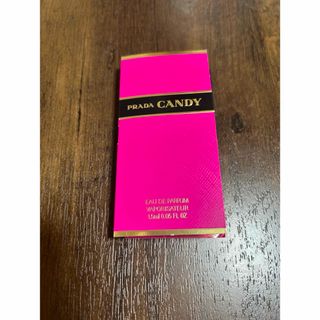 PRADA CANDY
EAU DE PARFUM
VAPORISATEUR
1.5ml 0.05 FL. OZ